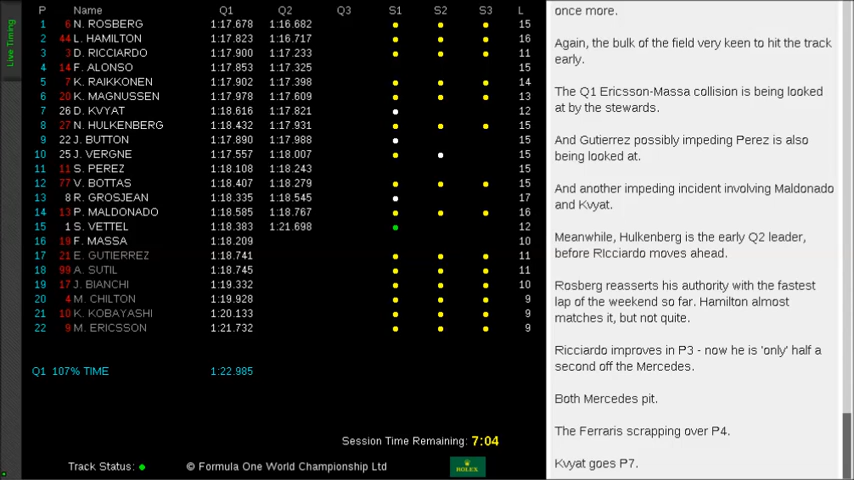 Live Timing
P Name Q1 Q2 Q3 S1 S2 S3 L
1 6 N. ROSBERG 1:17.678 1:16.682 15
2 44 L. HAMILTON 1:17.823 1:16.717 16
3 3 D. RICCIARDO 1:17.900 1:17.233 11
4 14 F. ALONSO 1:17.853 1:17.325 15
5 7 K. RAIKKONEN 1:17.902 1:17.398 14
6 20 K. MAGNUSSEN 1:17.978 1:17.609 13
7 26 D. KVYAT 1:18.616 1:17.821 12
8 27 N. HULKENBERG 1:18.432 1:17.931 15
9 22 J. BUTTON 1:17.890 1:17.988 15
10 25 J. VERGNE 1:17.557 1:18.007 15
11 11 S. PEREZ 1:18.108 1:18.243 15
12 77 V. BOTTAS 1:18.407 1:18.279 15
13 8 R. GROSJEAN 1:18.335 1:18.545 17
14 13 P. MALDONADO 1:18.585 1:18.767 16
15 1 S. VETTEL 1:18.383 1:21.698 12
16 19 F. MASSA 1:18.209 10
17 21 E. GUTIERREZ 1:18.741 11
18 99 A. SUTIL 1:18.745 11
19 17 J. BIANCHI 1:19.332 10
20 4 M. CHILTON 1:19.928 9
21 10 K. KOBAYASHI 1:20.133 9
22 9 M. ERICSSON 1:21.732 9
Q1 107% TIME 1:22.985
Session Time Remaining: 7:04
Track Status: © Formula One World Championship Ltd
ROLEX
once more.
Again, the bulk of the field very keen to hit the track
early.
The Q1 Ericsson-Massa collision is being looked
at by the stewards.
And Gutierrez possibly impeding Perez is also
being looked at.
And another impeding incident involving Maldonado
and Kvyat.
Meanwhile, Hulkenberg is the early Q2 leader,
before RIcciardo moves ahead.
Rosberg reasserts his authority with the fastest
lap of the weekend so far. Hamilton almost
matches it, but not quite.
Ricciardo improves in P3 - now he is 'only' half a
second off the Mercedes.
Both Mercedes pit.
The Ferraris scrapping over P4.
Kvyat goes P7.